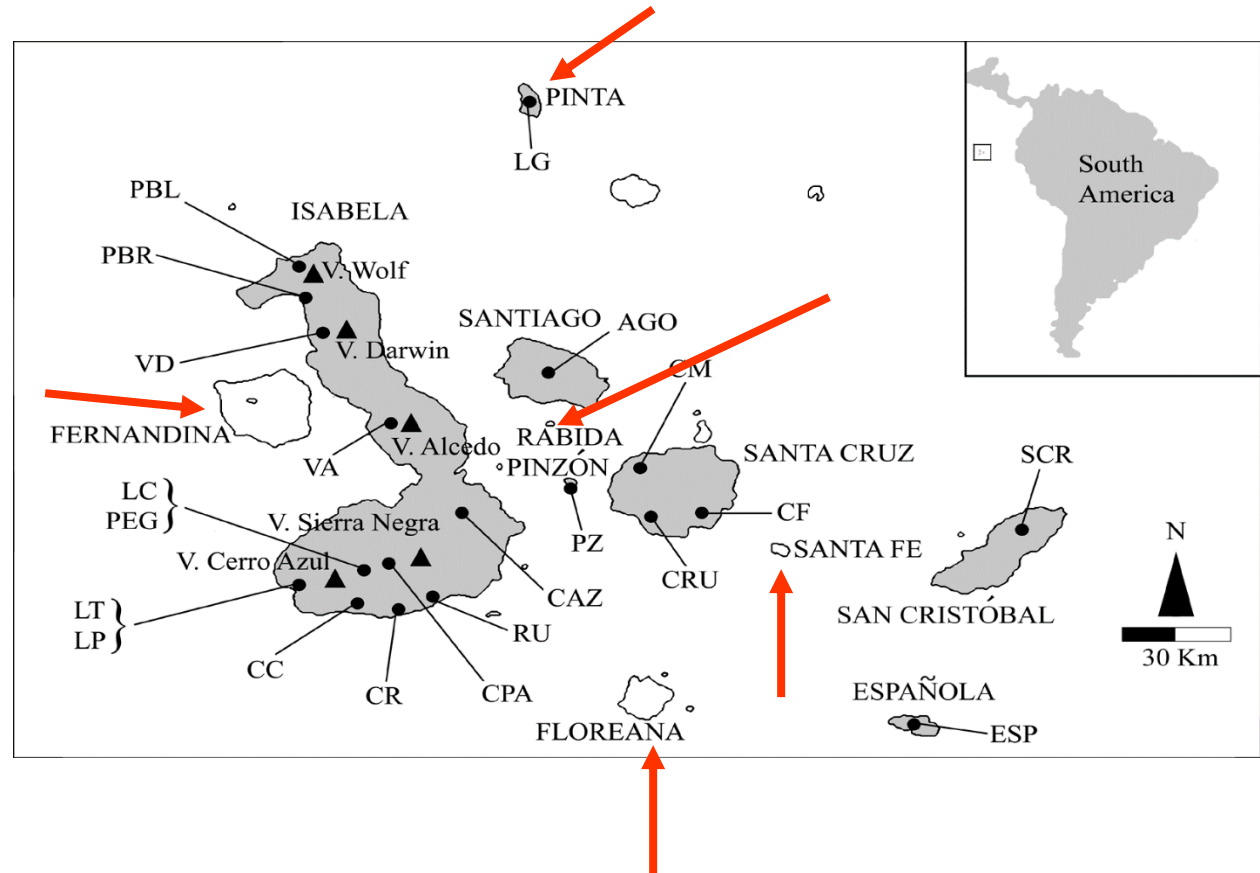 PINTA
LG
South
America
PBL
ISABELA
PBR
V. Wolf
SANTIAGO
AGO
V. Darwin
VD
CM
FERNANDINA
RÁBIDA
V. Alcedo
VA
PINZÓN
SANTA CRUZ
SCR
LC
PEG
V. Sierra Negra
CF
N
PZ
SANTA FE
V. Cerro Azul
CRU
CAZ
LT
LP
SAN CRISTÓBAL
RU
30 Km
CC
CR
CPA
ESPAÑOLA
FLOREANA
ESP